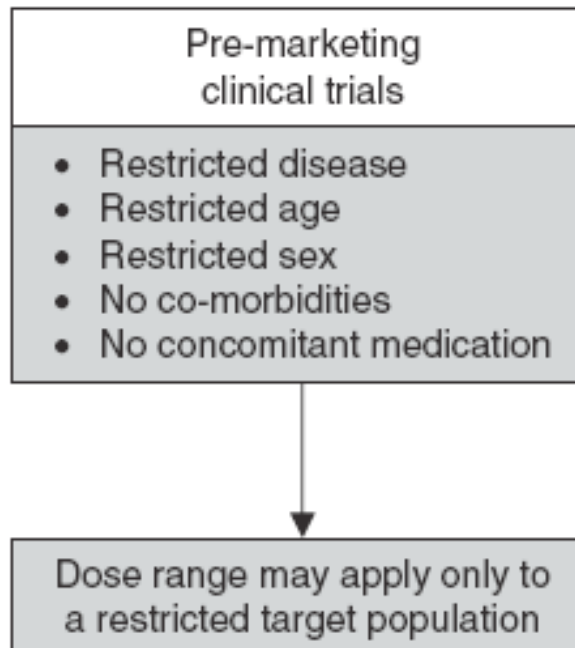 Pre-marketing
clinical trials
• Restricted disease
• Restricted age
• Restricted sex
• No co-morbidities
• No concomitant medication
Dose range may apply only to
a restricted target population